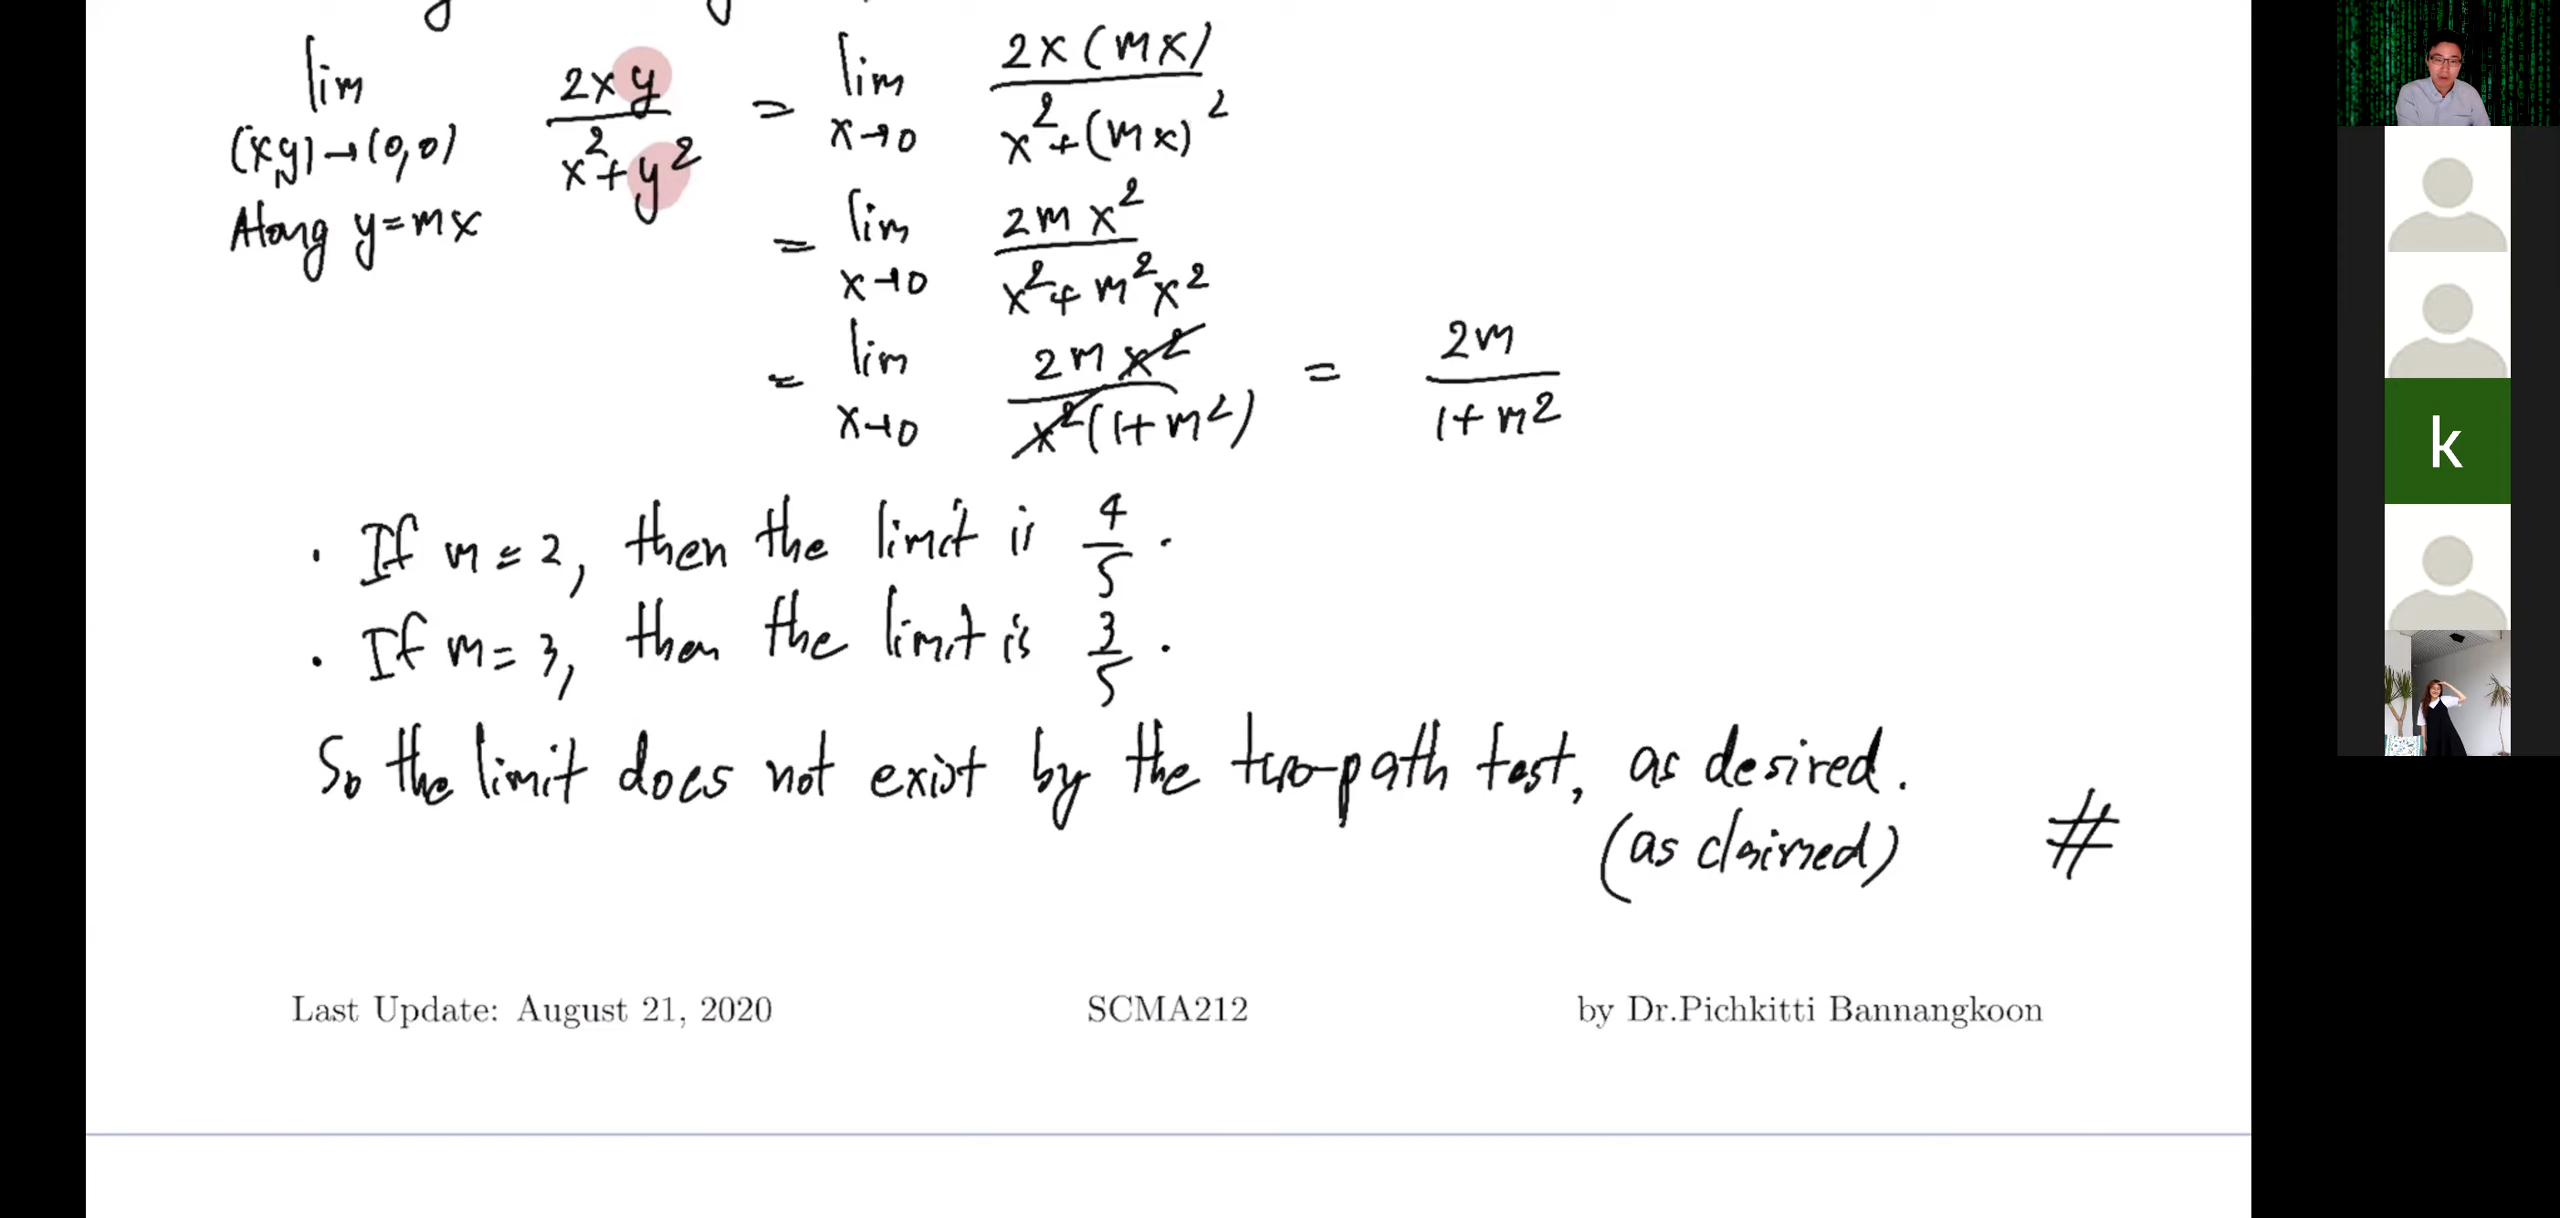 lim 2xy / x²+y² = lim 2x(mx) / x²+(mx)²
(x,y)→(0,0) x→0
Along y=mx
= lim 2mx² / x²+m²x²
x→0
= lim 2mx² / x²(1+m²) = 2m / 1+m²
x→0
· If m=2, then the limit is 4/5.
· If m=3, then the limit is 3/5.
So the limit does not exist by the two-path test, as desired.
(as claimed) #
Last Update: August 21, 2020 SCMA212 by Dr.Pichkitti Bannangkoon
k